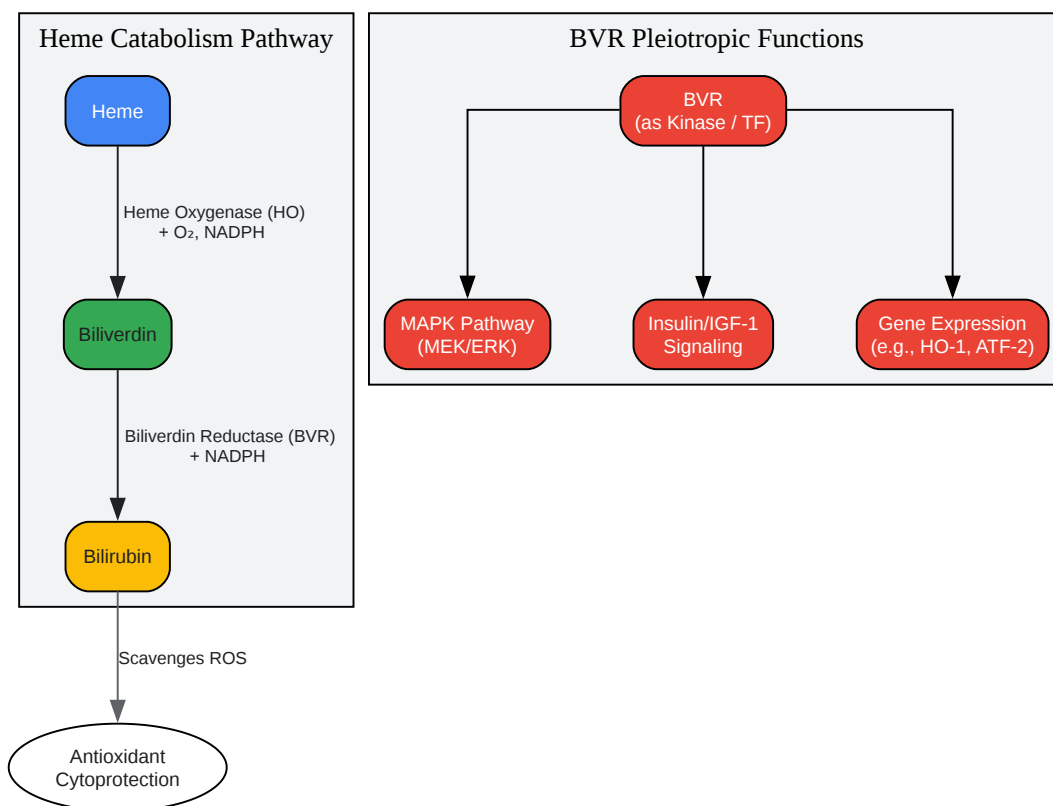 Heme Catabolism Pathway
Heme
Heme Oxygenase (HO)
+ O₂, NADPH
Biliverdin
Biliverdin Reductase (BVR)
+ NADPH
Bilirubin
Scavenges ROS
Antioxidant
Cytoprotection
BVR Pleiotropic Functions
BVR
(as Kinase / TF)
MAPK Pathway
(MEK/ERK)
Insulin/IGF-1
Signaling
Gene Expression
(e.g., HO-1, ATF-2)